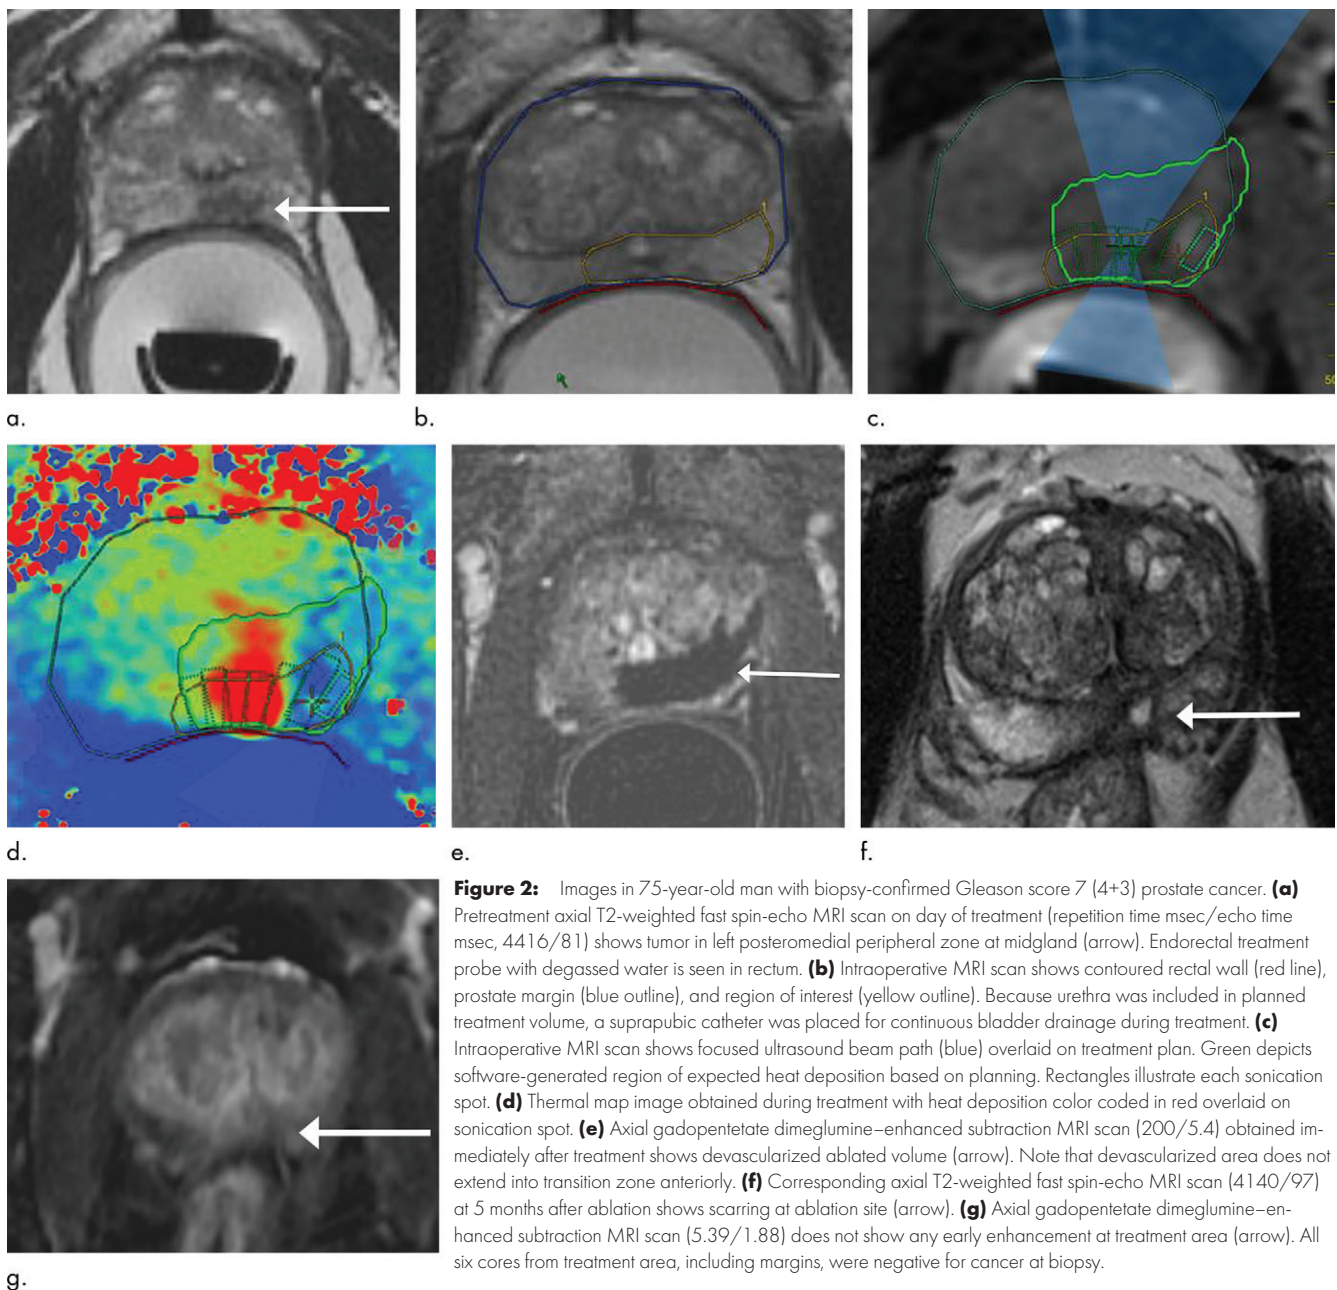 1
1
50
a.
b.
c.
d.
e.
f.
Figure 2: Images in 75-year-old man with biopsy-confirmed Gleason score 7 (4+3) prostate cancer. (a)
Pretreatment axial T2-weighted fast spin-echo MRI scan on day of treatment (repetition time msec/echo time
msec, 4416/81) shows tumor in left posteromedial peripheral zone at midgland (arrow). Endorectal treatment
probe with degassed water is seen in rectum. (b) Intraoperative MRI scan shows contoured rectal wall (red line),
prostate margin (blue outline), and region of interest (yellow outline). Because urethra was included in planned
treatment volume, a suprapubic catheter was placed for continuous bladder drainage during treatment. (c)
Intraoperative MRI scan shows focused ultrasound beam path (blue) overlaid on treatment plan. Green depicts
software-generated region of expected heat deposition based on planning. Rectangles illustrate each sonication
spot. (d) Thermal map image obtained during treatment with heat deposition color coded in red overlaid on
sonication spot. (e) Axial gadopentetate dimeglumine–enhanced subtraction MRI scan (200/5.4) obtained im-
mediately after treatment shows devascularized ablated volume (arrow). Note that devascularized area does not
extend into transition zone anteriorly. (f) Corresponding axial T2-weighted fast spin-echo MRI scan (4140/97)
at 5 months after ablation shows scarring at ablation site (arrow). (g) Axial gadopentetate dimeglumine–en-
hanced subtraction MRI scan (5.39/1.88) does not show any early enhancement at treatment area (arrow). All
six cores from treatment area, including margins, were negative for cancer at biopsy.
g.